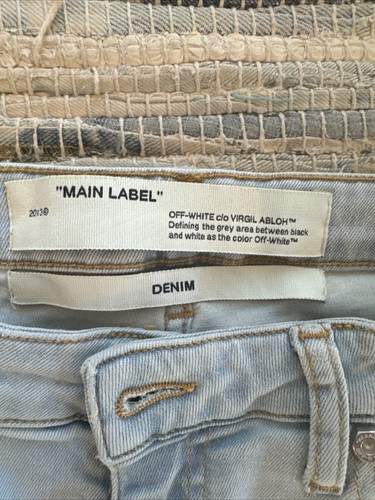 "MAIN LABEL"
2013©
OFF-WHITE c/o VIRGIL ABLOH™
Defining the grey area between black
and white as the color Off-White™
DENIM